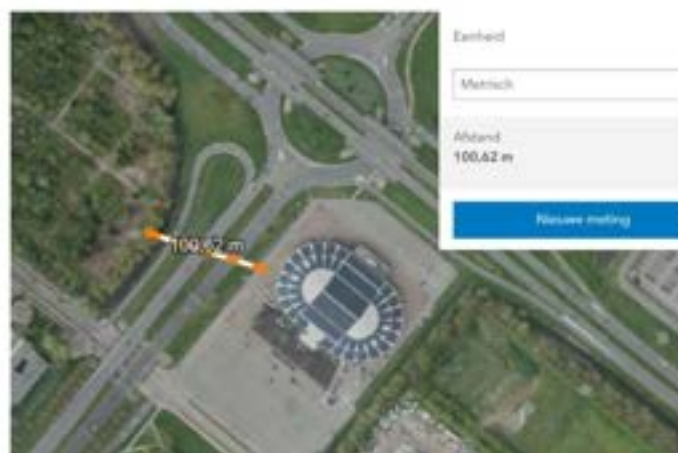 Eenheid
Metrisch
Afstand
100,62 m
Nieuwe meting
100,62 m